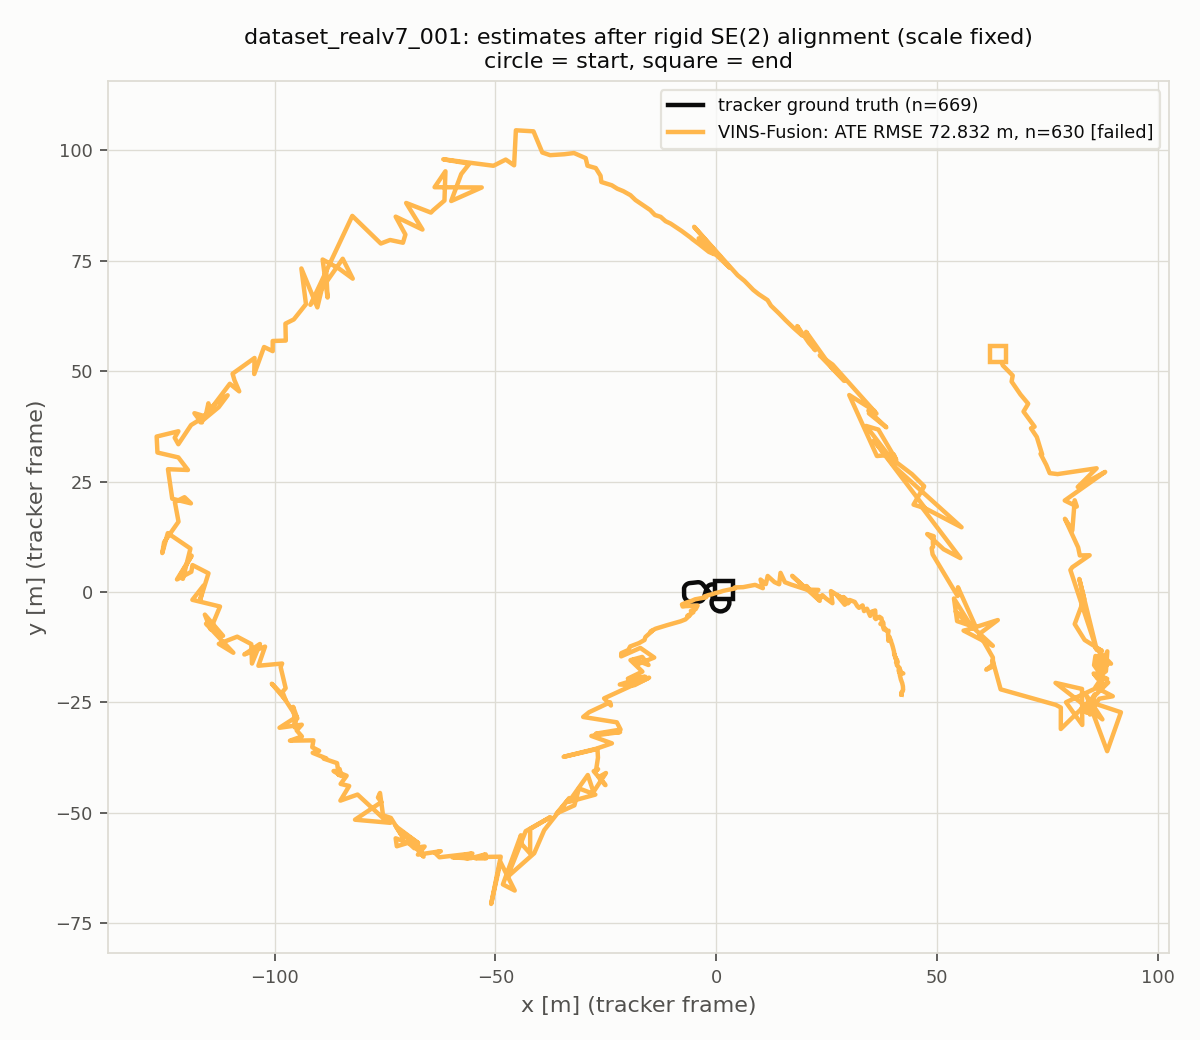 dataset_realv7_001: estimates after rigid SE(2) alignment (scale fixed)
circle = start, square = end
tracker ground truth (n=669)
VINS-Fusion: ATE RMSE 72.832 m, n=630 [failed]
100
75
50
25
0
−25
−50
−75
y [m] (tracker frame)
−100
−50
0
50
100
x [m] (tracker frame)